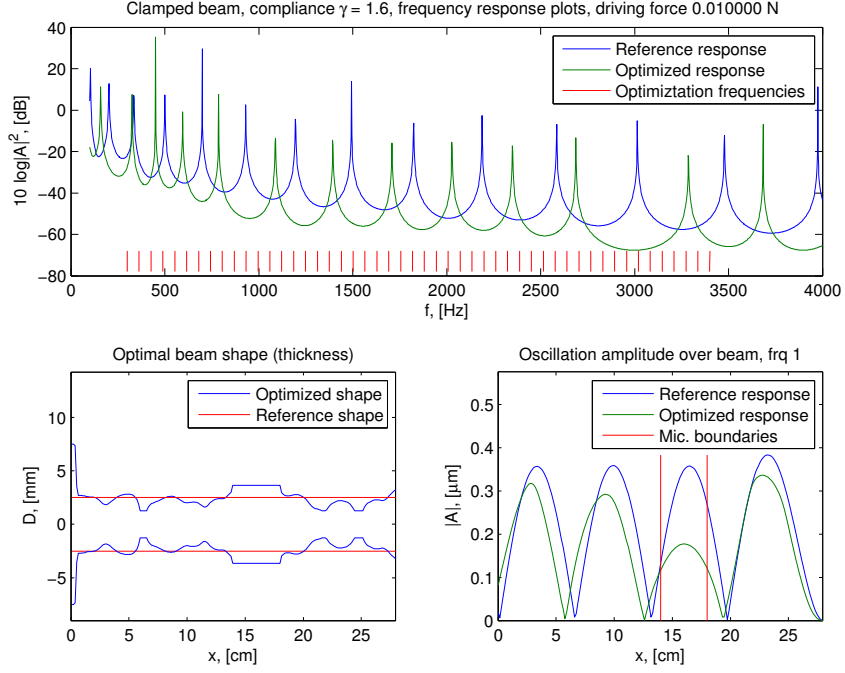 Clamped beam, compliance γ = 1.6, frequency response plots, driving force 0.010000 N
40
20
0
−20
−40
−60
−80
10 log|A|², [dB]
Reference response
Optimized response
Optimiztation frequencies
0 500 1000 1500 2000 2500 3000 3500 4000
f, [Hz]
Optimal beam shape (thickness)
10
5
0
−5
D, [mm]
Optimized shape
Reference shape
0 5 10 15 20 25
x, [cm]
Oscillation amplitude over beam, frq 1
0.5
0.4
0.3
0.2
0.1
0
|A|, [μm]
Reference response
Optimized response
Mic. boundaries
0 5 10 15 20 25
x, [cm]